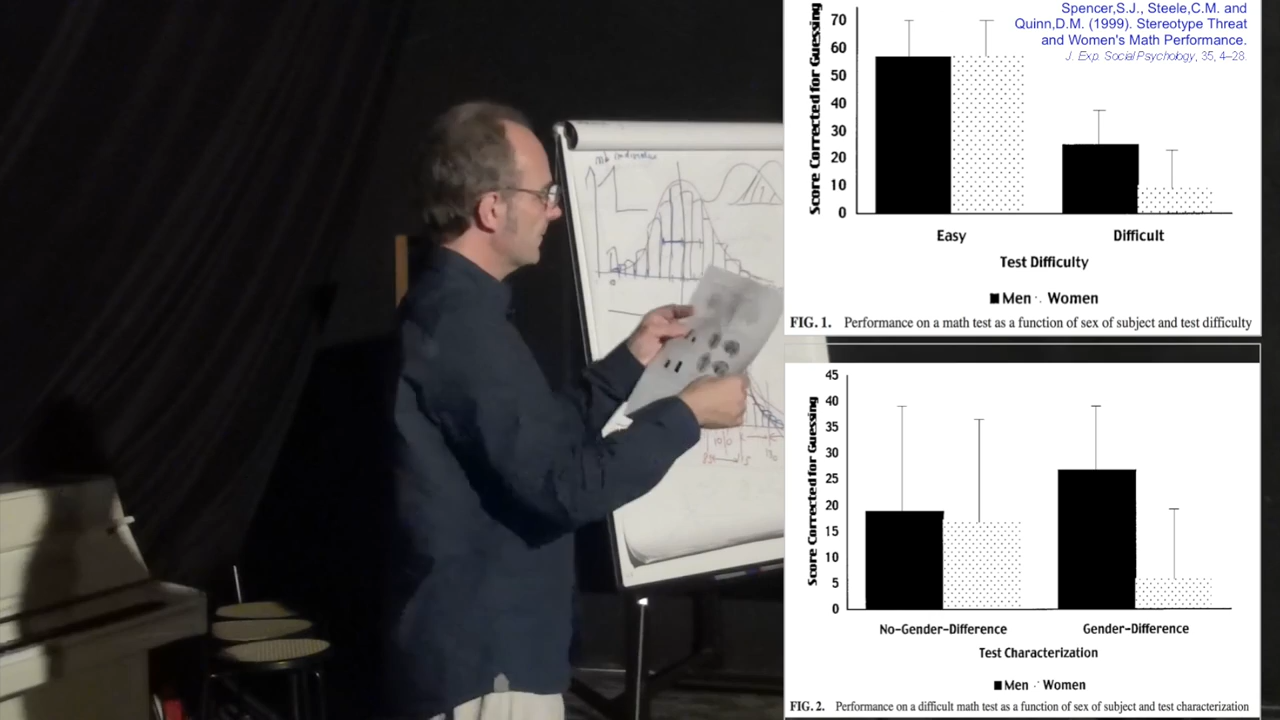 Spencer,S.J., Steele,C.M. and
Quinn,D.M. (1999). Stereotype Threat
and Women's Math Performance.
J. Exp. Social Psychology, 35, 4–28.
Score Corrected for Guessing
70
60
50
40
30
20
10
0
Easy
Difficult
Test Difficulty
Men Women
FIG. 1. Performance on a math test as a function of sex of subject and test difficulty
Score Corrected for Guessing
45
40
35
30
25
20
15
10
5
0
No-Gender-Difference
Gender-Difference
Test Characterization
Men Women
FIG. 2. Performance on a difficult math test as a function of sex of subject and test characterization